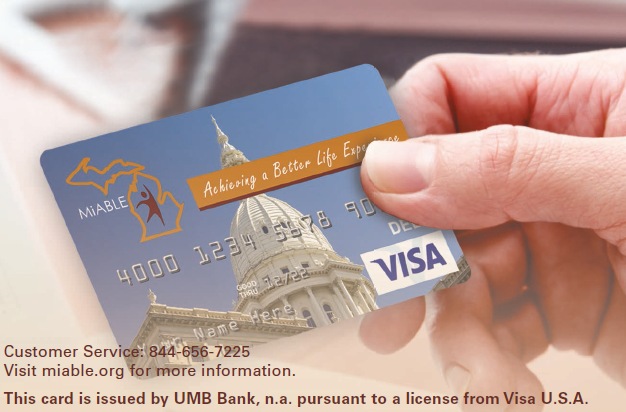 Achieving a Better Life Expe
MiABLE
4000 1234 5678 90
DE
VISA
GOOD
THRU 12/22
Name Here
Customer Service: 844-656-7225
Visit miable.org for more information.
This card is issued by UMB Bank, n.a. pursuant to a license from Visa U.S.A.